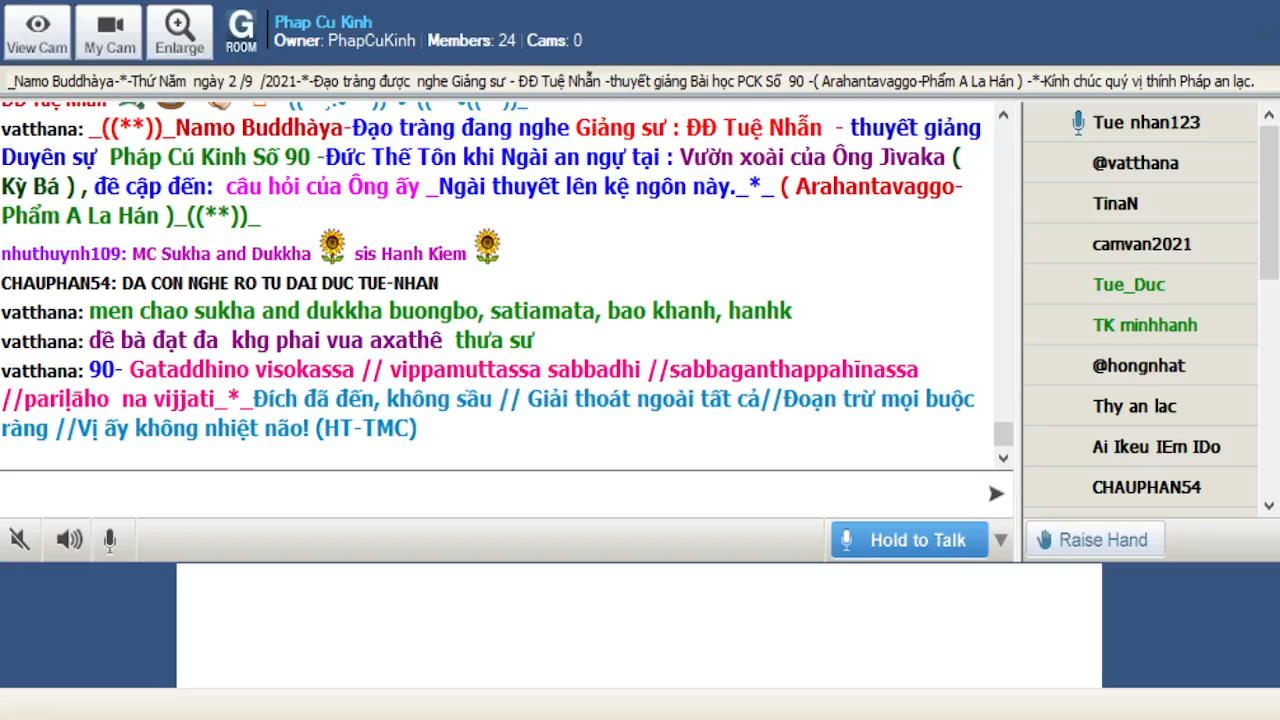 Phap Cu Kinh
Owner: PhapCuKinh | Members: 24 | Cams: 0
View Cam
My Cam
Enlarge
G
ROOM
_Namo Buddhàya-*-Thứ Năm ngày 2 /9 /2021-*-Đạo tràng được nghe Giảng sư - ĐĐ Tuệ Nhẫn -thuyết giảng Bài học PCK Số 90 -( Arahantavaggo-Phẩm A La Hán ) -*-Kính chúc quý vị thính Pháp an lạc.
ĐĐ Tuệ Nhẫn
vatthana: _((**))_Namo Buddhàya-Đạo tràng đang nghe Giảng sư : ĐĐ Tuệ Nhẫn - thuyết giảng
Duyên sự Pháp Cú Kinh Số 90 -Đức Thế Tôn khi Ngài an ngự tại : Vườn xoài của Ông Jìvaka (
Kỳ Bá ) , đề cập đến: câu hỏi của Ông ấy _Ngài thuyết lên kệ ngôn này._*_ ( Arahantavaggo-
Phẩm A La Hán )_((**))_
nhuthuynh109: MC Sukha and Dukkha sis Hanh Kiem
CHAUPHAN54: DA CON NGHE RO TU DAI DUC TUE-NHAN
vatthana: men chao sukha and dukkha buongbo, satiamata, bao khanh, hanhk
vatthana: dề bà đạt đa khg phai vua axathê thưa sư
vatthana: 90- Gataddhino visokassa // vippamuttassa sabbadhi //sabbaganthappahīnassa
//pariḷāho na vijjati_*_Đích đã đến, không sầu // Giải thoát ngoài tất cả//Đoạn trừ mọi buộc
ràng //Vị ấy không nhiệt não! (HT-TMC)
Tue nhan123
@vatthana
TinaN
camvan2021
Tue_Duc
TK minhhanh
@hongnhat
Thy an lac
Ai Ikeu IEm IDo
CHAUPHAN54
Hold to Talk
Raise Hand